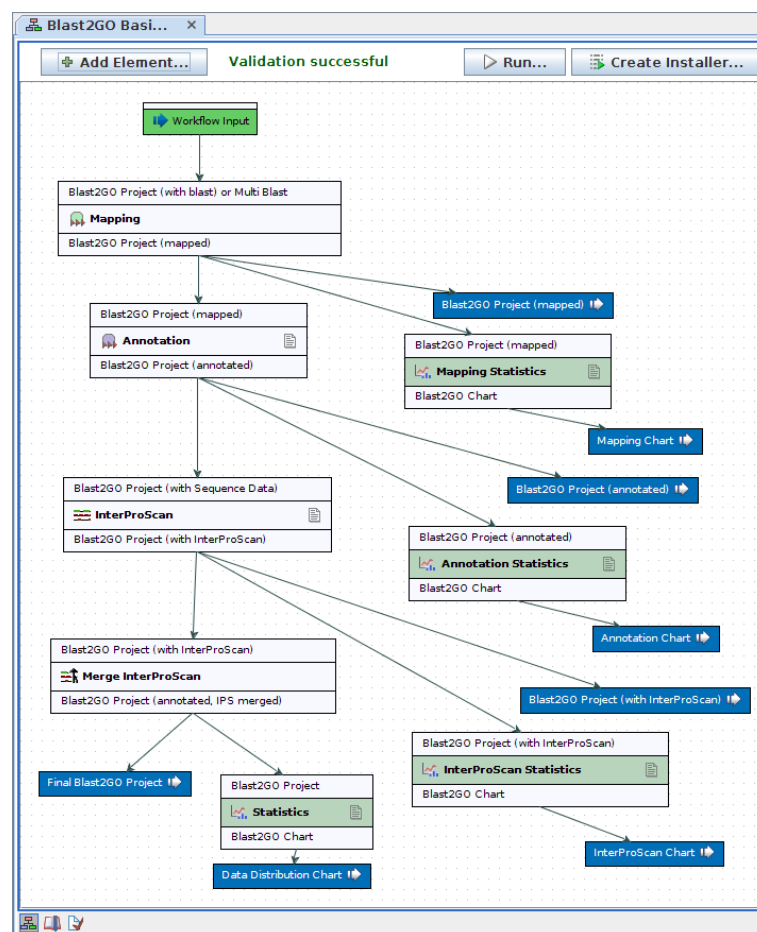 Blast2GO Basi...
Add Element...
Validation successful
Run...
Create Installer...
Workflow Input
Blast2GO Project (with blast) or Multi Blast
Mapping
Blast2GO Project (mapped)
Blast2GO Project (mapped)
Blast2GO Project (mapped)
Annotation
Blast2GO Project (annotated)
Blast2GO Project (mapped)
Mapping Statistics
Blast2GO Chart
Mapping Chart
Blast2GO Project (with Sequence Data)
InterProScan
Blast2GO Project (with InterProScan)
Blast2GO Project (annotated)
Blast2GO Project (annotated)
Annotation Statistics
Blast2GO Chart
Annotation Chart
Blast2GO Project (with InterProScan)
Merge InterProScan
Blast2GO Project (annotated, IPS merged)
Blast2GO Project (with InterProScan)
Blast2GO Project (with InterProScan)
InterProScan Statistics
Blast2GO Chart
Final Blast2GO Project
Blast2GO Project
Statistics
Blast2GO Chart
InterProScan Chart
Data Distribution Chart